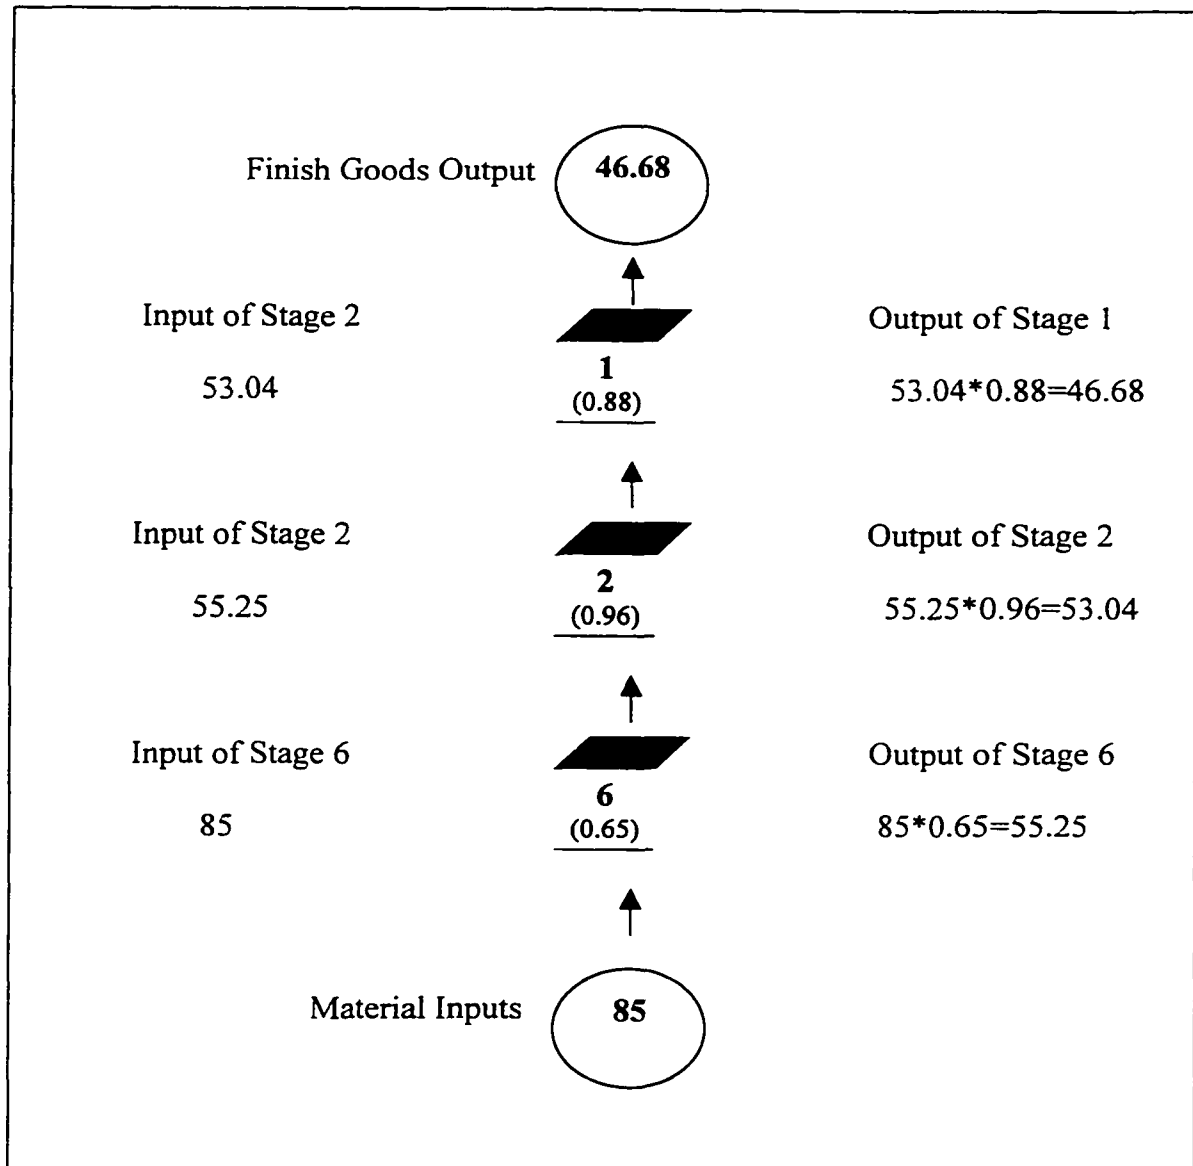 Finish Goods Output 46.68
Input of Stage 2 Output of Stage 1
1
53.04 (0.88) 53.04*0.88=46.68
Input of Stage 2 Output of Stage 2
2
55.25 (0.96) 55.25*0.96=53.04
Input of Stage 6 Output of Stage 6
6
85 (0.65) 85*0.65=55.25
Material Inputs 85